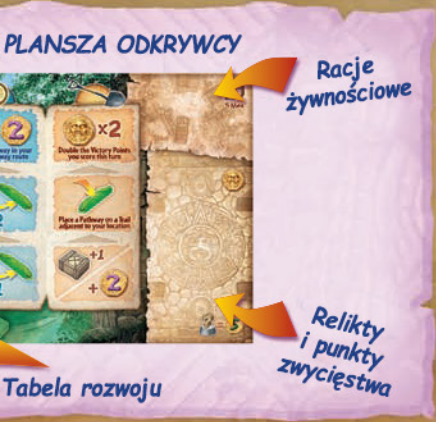 PLANSZA ODKRYWCY
Racje
żywnościowe
2
×2
Double the Victory Points
you score this turn
Place a Pathway on a Trail
adjacent to your location
+1
+ 2
Relikty
i punkty
zwycięstwa
Tabela rozwoju